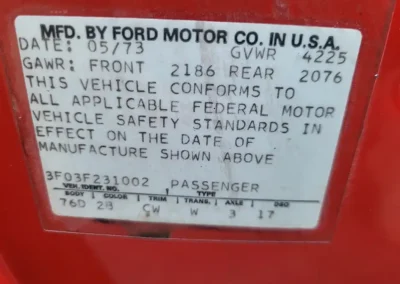 MFD. BY FORD MOTOR CO. IN U.S.A.
DATE: 05/73 GVWR 4225
GAWR: FRONT 2186 REAR 2076
THIS VEHICLE CONFORMS TO
ALL APPLICABLE FEDERAL MOTOR
VEHICLE SAFETY STANDARDS IN
EFFECT ON THE DATE OF
MANUFACTURE SHOWN ABOVE
3F03F231002 PASSENGER
VEH. IDENT. NO. TYPE
BODY COLOR TRIM TRANS. AXLE DSO
76D 2B CW W 3 17